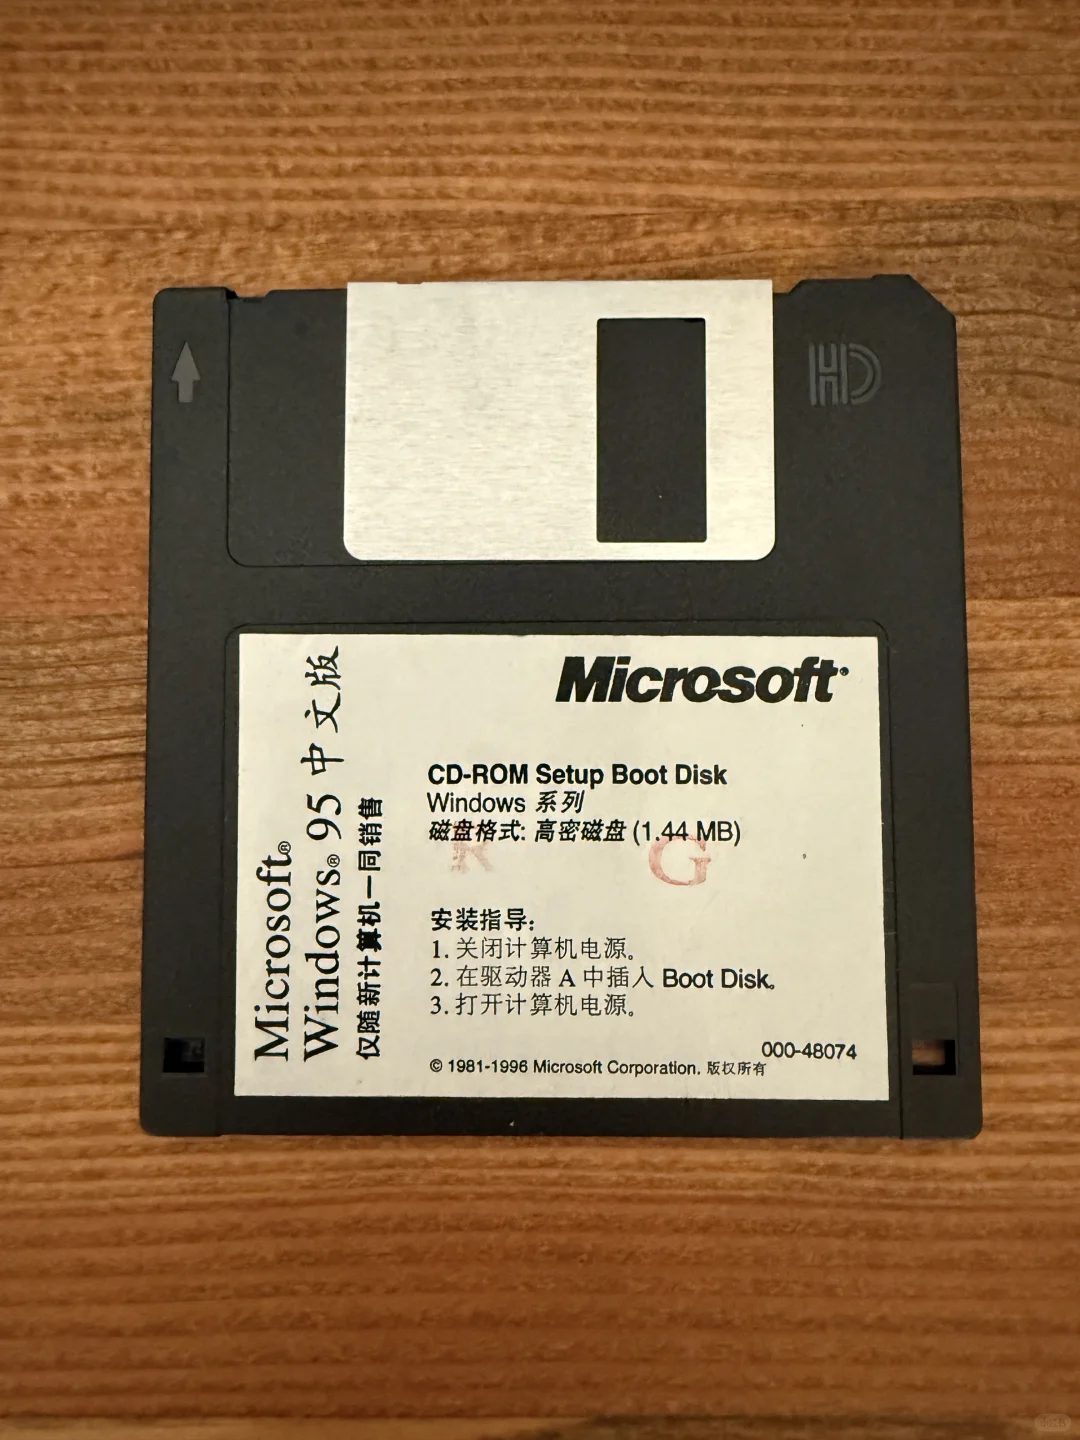 HD
Microsoft®
Windows® 95 中文版
仅随新计算机一同销售
Microsoft®
CD-ROM Setup Boot Disk
Windows 系列
磁盘格式: 高密磁盘 (1.44 MB)
R G
安装指导:
1. 关闭计算机电源。
2. 在驱动器 A 中插入 Boot Disk。
3. 打开计算机电源。
000-48074
© 1981-1996 Microsoft Corporation. 版权所有